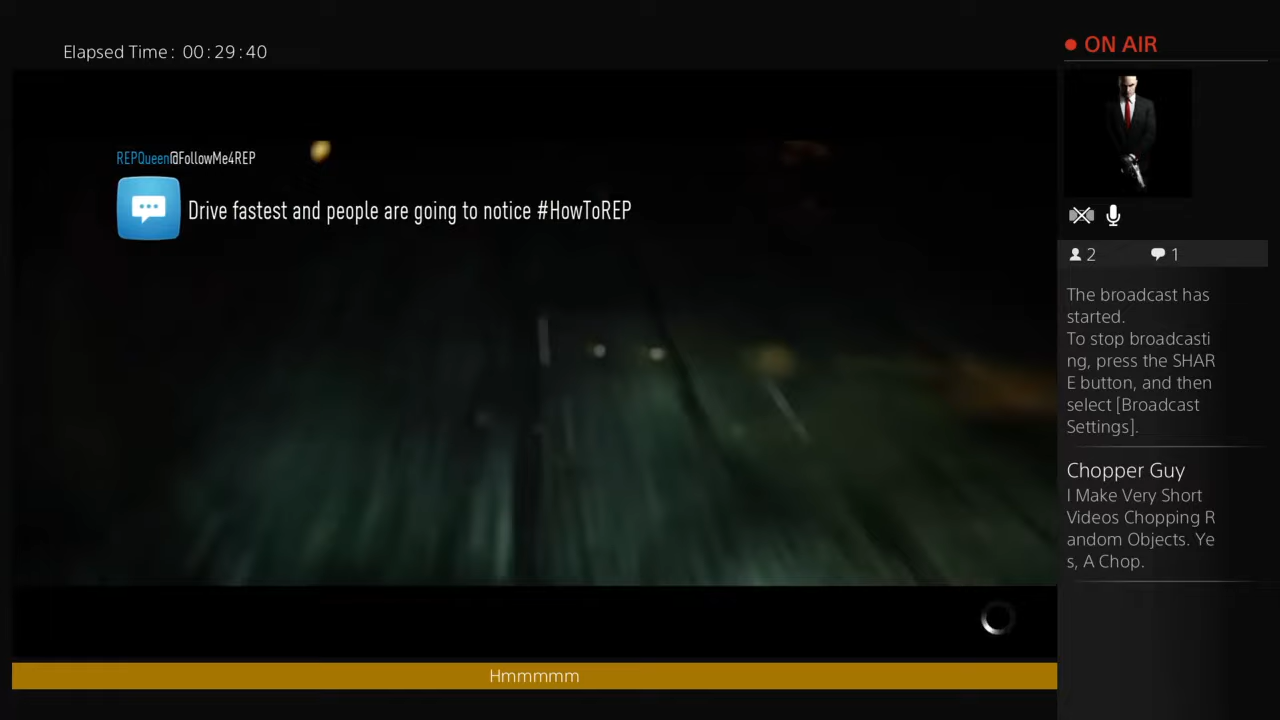 Elapsed Time: 00:29:40
ON AIR
REPQueen@FollowMe4REP
Drive fastest and people are going to notice #HowToREP
2 1
The broadcast has
started.
To stop broadcasti
ng, press the SHAR
E button, and then
select [Broadcast
Settings].
Chopper Guy
I Make Very Short
Videos Chopping R
andom Objects. Ye
s, A Chop.
Hmmmmm